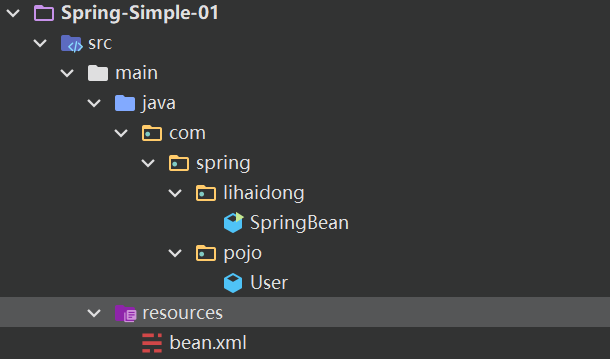 Spring-Simple-01
src
main
java
com
spring
lihaidong
SpringBean
pojo
User
resources
bean.xml